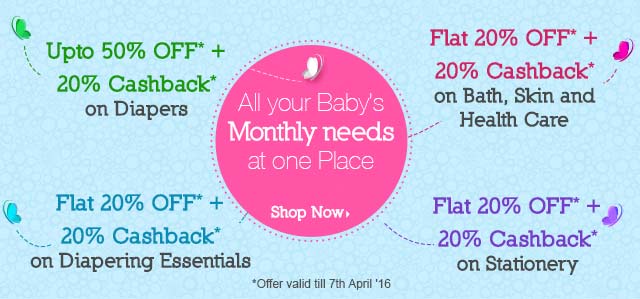 Upto 50% OFF* +
20% Cashback*
on Diapers
Flat 20% OFF* +
20% Cashback*
on Bath, Skin and
Health Care
All your Baby's
Monthly needs
at one Place
Shop Now
Flat 20% OFF* +
20% Cashback*
on Diapering Essentials
Flat 20% OFF* +
20% Cashback*
on Stationery
*Offer valid till 7th April '16